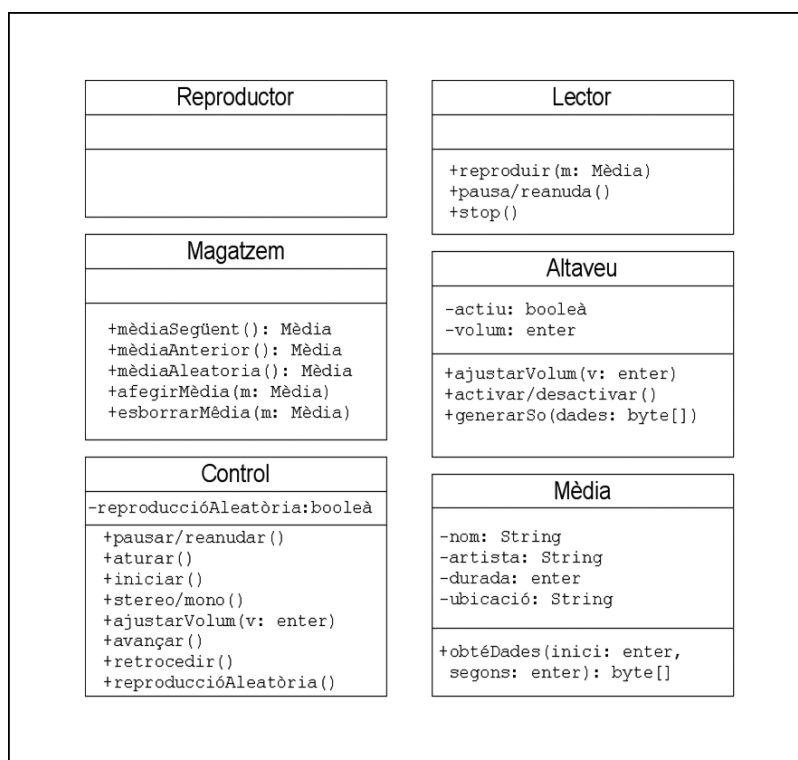 Reproductor
Magatzem
+mèdiaSegüent(): Mèdia
+mèdiaAnterior(): Mèdia
+mèdiaAleatoria(): Mèdia
+afegirMèdia(m: Mèdia)
+esborrarMêdia(m: Mèdia)
Control
-reproduccióAleatòria:booleà
+pausar/reanudar()
+aturar()
+iniciar()
+stereo/mono()
+ajustarVolum(v: enter)
+avançar()
+retrocedir()
+reproduccióAleatòria()
Lector
+reproduir(m: Mèdia)
+pausa/reanuda()
+stop()
Altaveu
-actiu: booleà
-volum: enter
+ajustarVolum(v: enter)
+activar/desactivar()
+generarSo(dades: byte[])
Mèdia
-nom: String
-artista: String
-durada: enter
-ubicació: String
+obtéDades(inici: enter,
segons: enter): byte[]